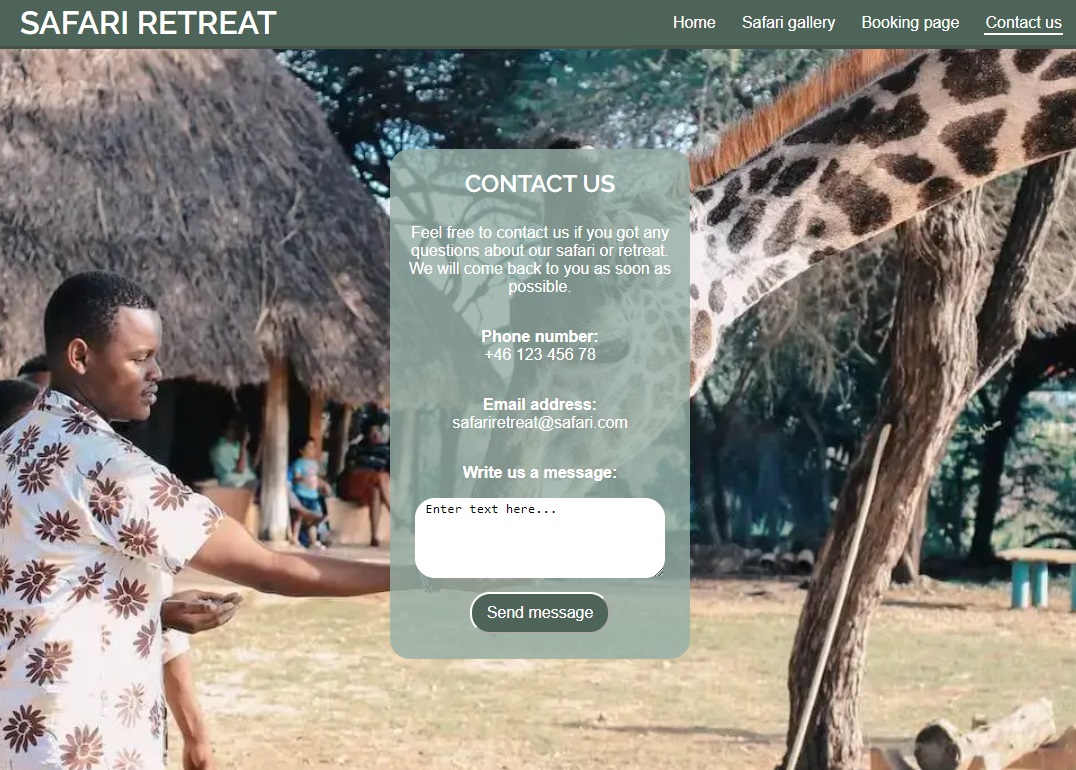 SAFARI RETREAT
Home Safari gallery Booking page Contact us
CONTACT US
Feel free to contact us if you got any
questions about our safari or retreat.
We will come back to you as soon as
possible.
Phone number:
+46 123 456 78
Email address:
safariretreat@safari.com
Write us a message:
Enter text here...
Send message